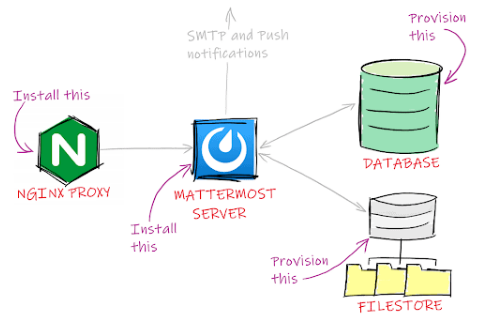 SMTP and Push
notifications
Provision
this
Install this
N
NGINX PROXY
MATTERMOST
SERVER
DATABASE
Install
this
Provision
this
FILESTORE